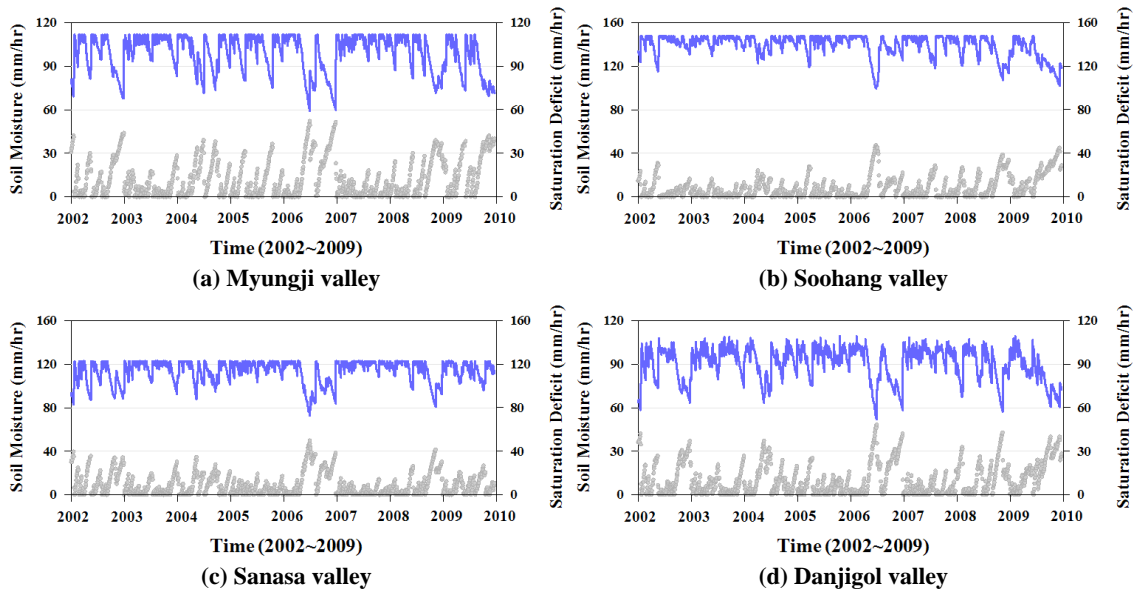 120 120
90 90
60 60
30 30
0 0
Soil Moisture (mm/hr)
Saturation Deficit (mm/hr)
2002 2003 2004 2005 2006 2007 2008 2009 2010
Time (2002~2009)
(a) Myungji valley
160 160
120 120
80 80
40 40
0 0
Soil Moisture (mm/hr)
Saturation Deficit (mm/hr)
2002 2003 2004 2005 2006 2007 2008 2009 2010
Time (2002~2009)
(b) Soohang valley
160 160
120 120
80 80
40 40
0 0
Soil Moisture (mm/hr)
Saturation Deficit (mm/hr)
2002 2003 2004 2005 2006 2007 2008 2009 2010
Time (2002~2009)
(c) Sanasa valley
120 120
90 90
60 60
30 30
0 0
Soil Moisture (mm/hr)
Saturation Deficit (mm/hr)
2002 2003 2004 2005 2006 2007 2008 2009 2010
Time (2002~2009)
(d) Danjigol valley